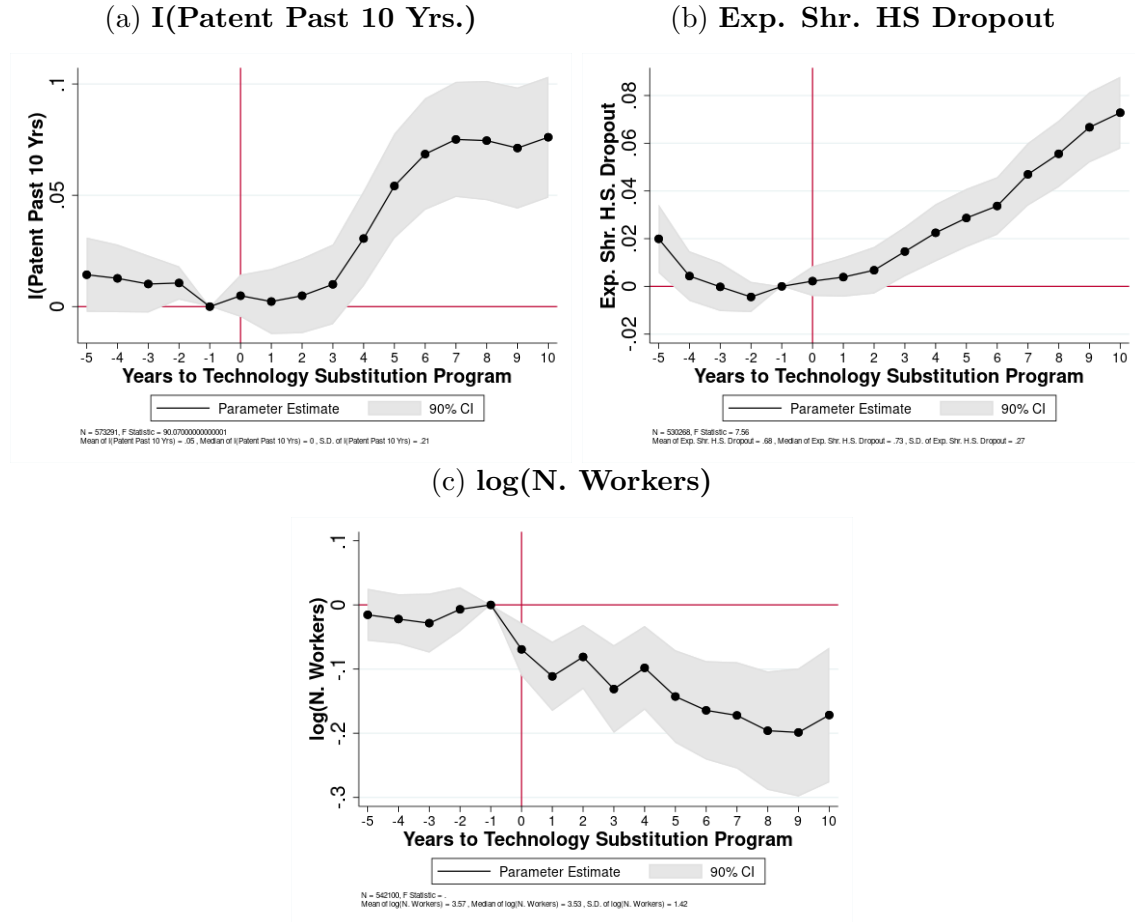 (a) I(Patent Past 10 Yrs.)
I(Patent Past 10 Yrs)
.1
.05
0
-5 -4 -3 -2 -1 0 1 2 3 4 5 6 7 8 9 10
Years to Technology Substitution Program
Parameter Estimate 90% CI
N = 573291, F Statistic = 90.07000000000001
Mean of I(Patent Past 10 Yrs) = .05 , Median of I(Patent Past 10 Yrs) = 0 , S.D. of I(Patent Past 10 Yrs) = .21
(b) Exp. Shr. HS Dropout
Exp. Shr. H.S. Dropout
.08
.06
.04
.02
0
-.02
-5 -4 -3 -2 -1 0 1 2 3 4 5 6 7 8 9 10
Years to Technology Substitution Program
Parameter Estimate 90% CI
N = 530268, F Statistic = 7.56
Mean of Exp. Shr. H.S. Dropout = .68 , Median of Exp. Shr. H.S. Dropout = .73 , S.D. of Exp. Shr. H.S. Dropout = .27
(c) log(N. Workers)
log(N. Workers)
.1
0
-.1
-.2
-.3
-5 -4 -3 -2 -1 0 1 2 3 4 5 6 7 8 9 10
Years to Technology Substitution Program
Parameter Estimate 90% CI
N = 542100, F Statistic = .
Mean of log(N. Workers) = 3.57 , Median of log(N. Workers) = 3.53 , S.D. of log(N. Workers) = 1.42